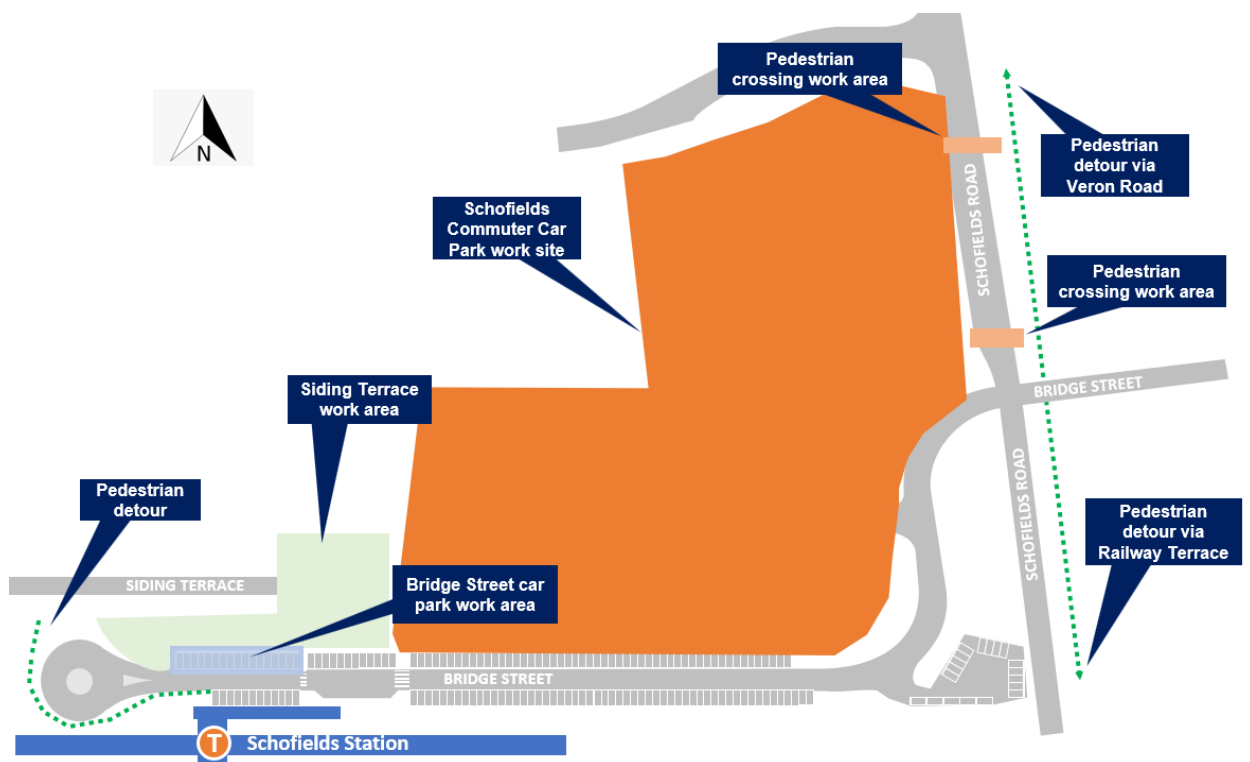 Pedestrian
crossing work area
N
Pedestrian
detour via
Veron Road
SCHOFIELDS ROAD
Schofields
Commuter Car
Park work site
Pedestrian
crossing work area
Siding Terrace
work area
BRIDGE STREET
Pedestrian
detour
Pedestrian
detour via
Railway Terrace
SCHOFIELDS ROAD
SIDING TERRACE
Bridge Street car
park work area
BRIDGE STREET
T
Schofields Station